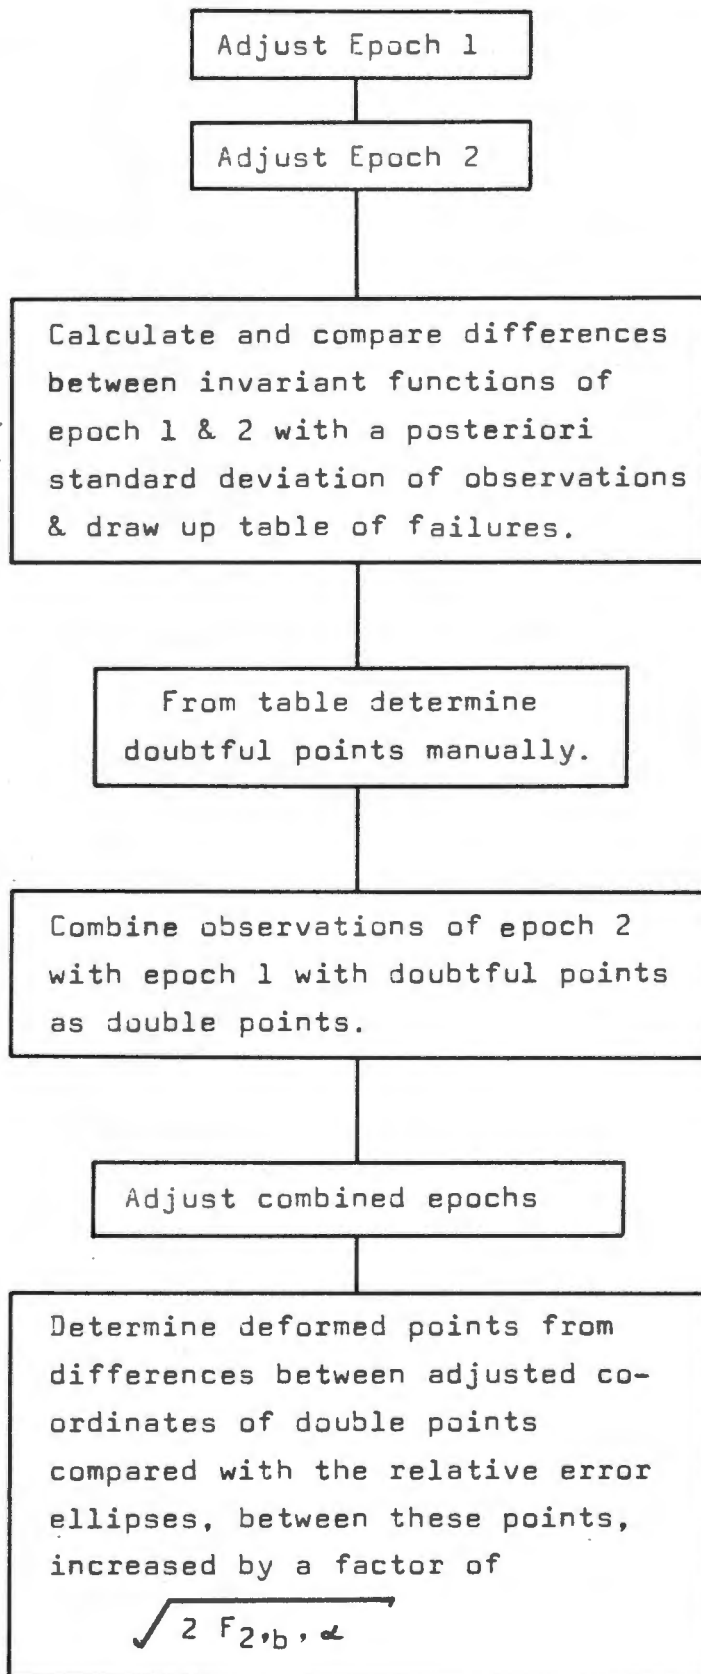 Adjust Epoch 1
Adjust Epoch 2
Calculate and compare differences
between invariant functions of
epoch 1 & 2 with a posteriori
standard deviation of observations
& draw up table of failures.
From table determine
doubtful points manually.
Combine observations of epoch 2
with epoch 1 with doubtful points
as double points.
Adjust combined epochs
Determine deformed points from
differences between adjusted co-
ordinates of double points
compared with the relative error
ellipses, between these points,
increased by a factor of
√2 F2,b,α